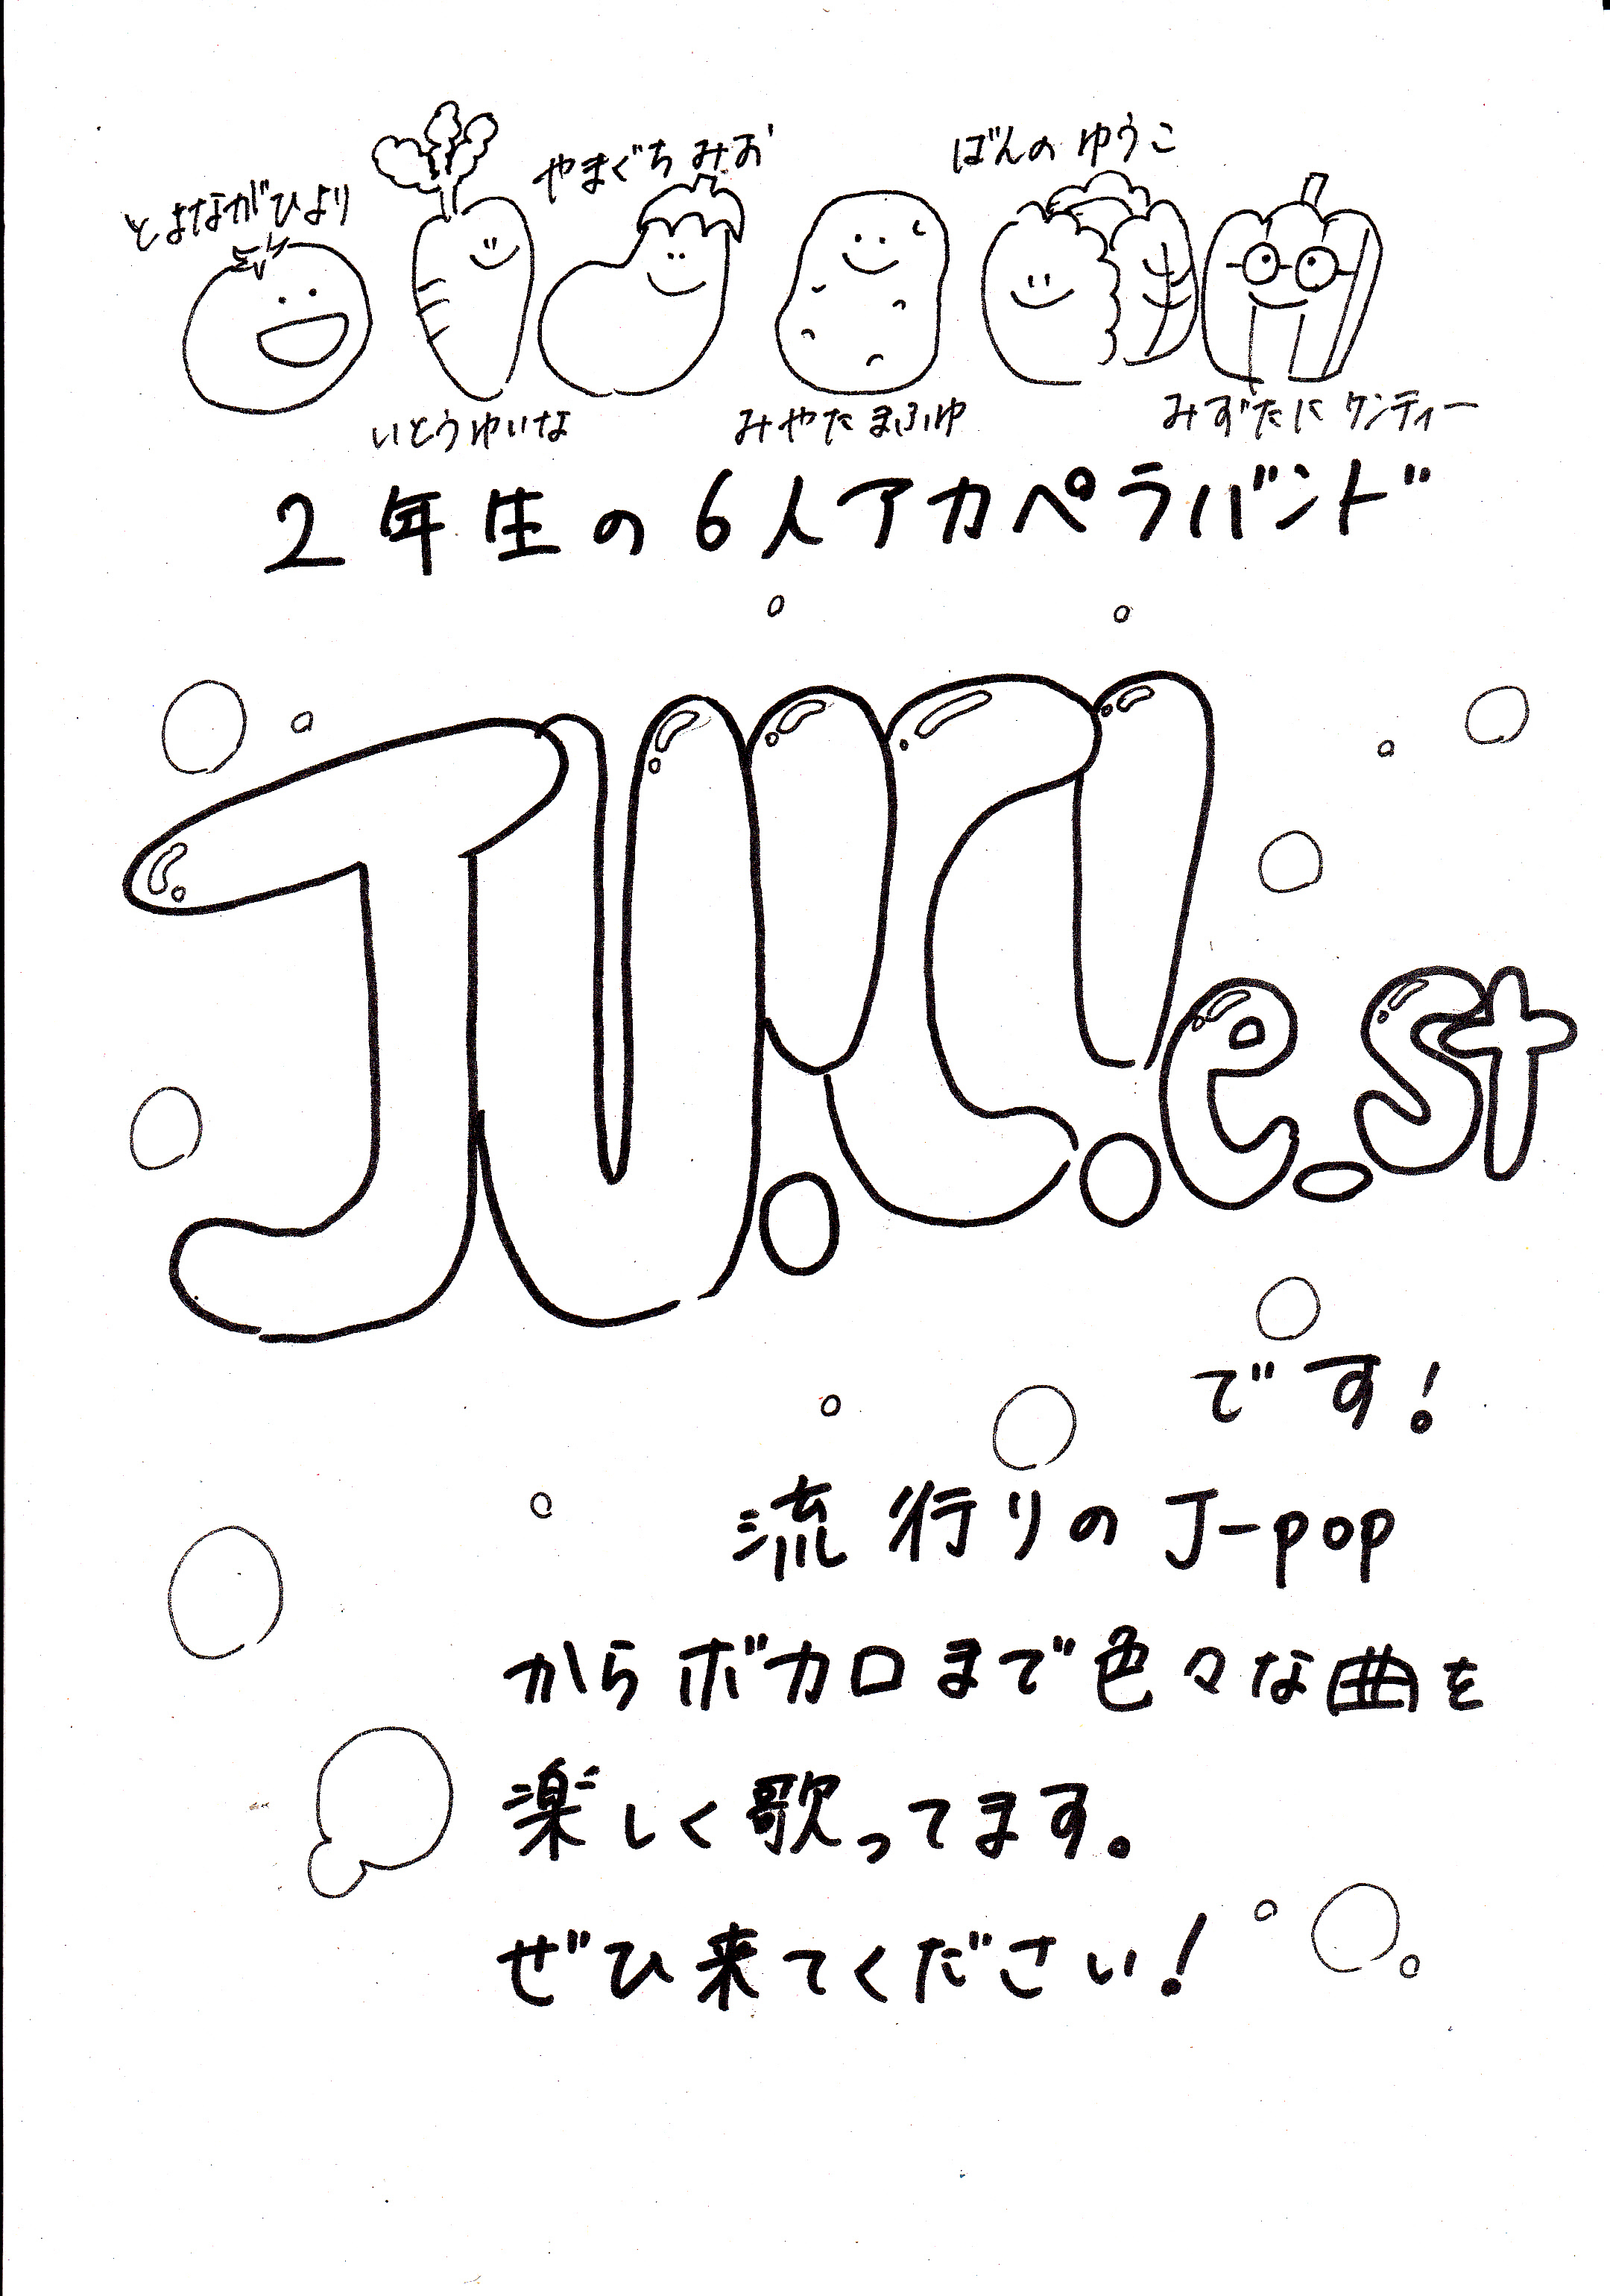 とよながひより
やまぐち みお
ばんの ゆうこ
いとうゆいな
みやた まふゆ
みずたに ケンティー
2年生の6人アカペラバンド
JU!C!e.st
です!
流行りのJ-pop
からボカロまで色々な曲を
楽しく歌ってます。
ぜひ来てください!